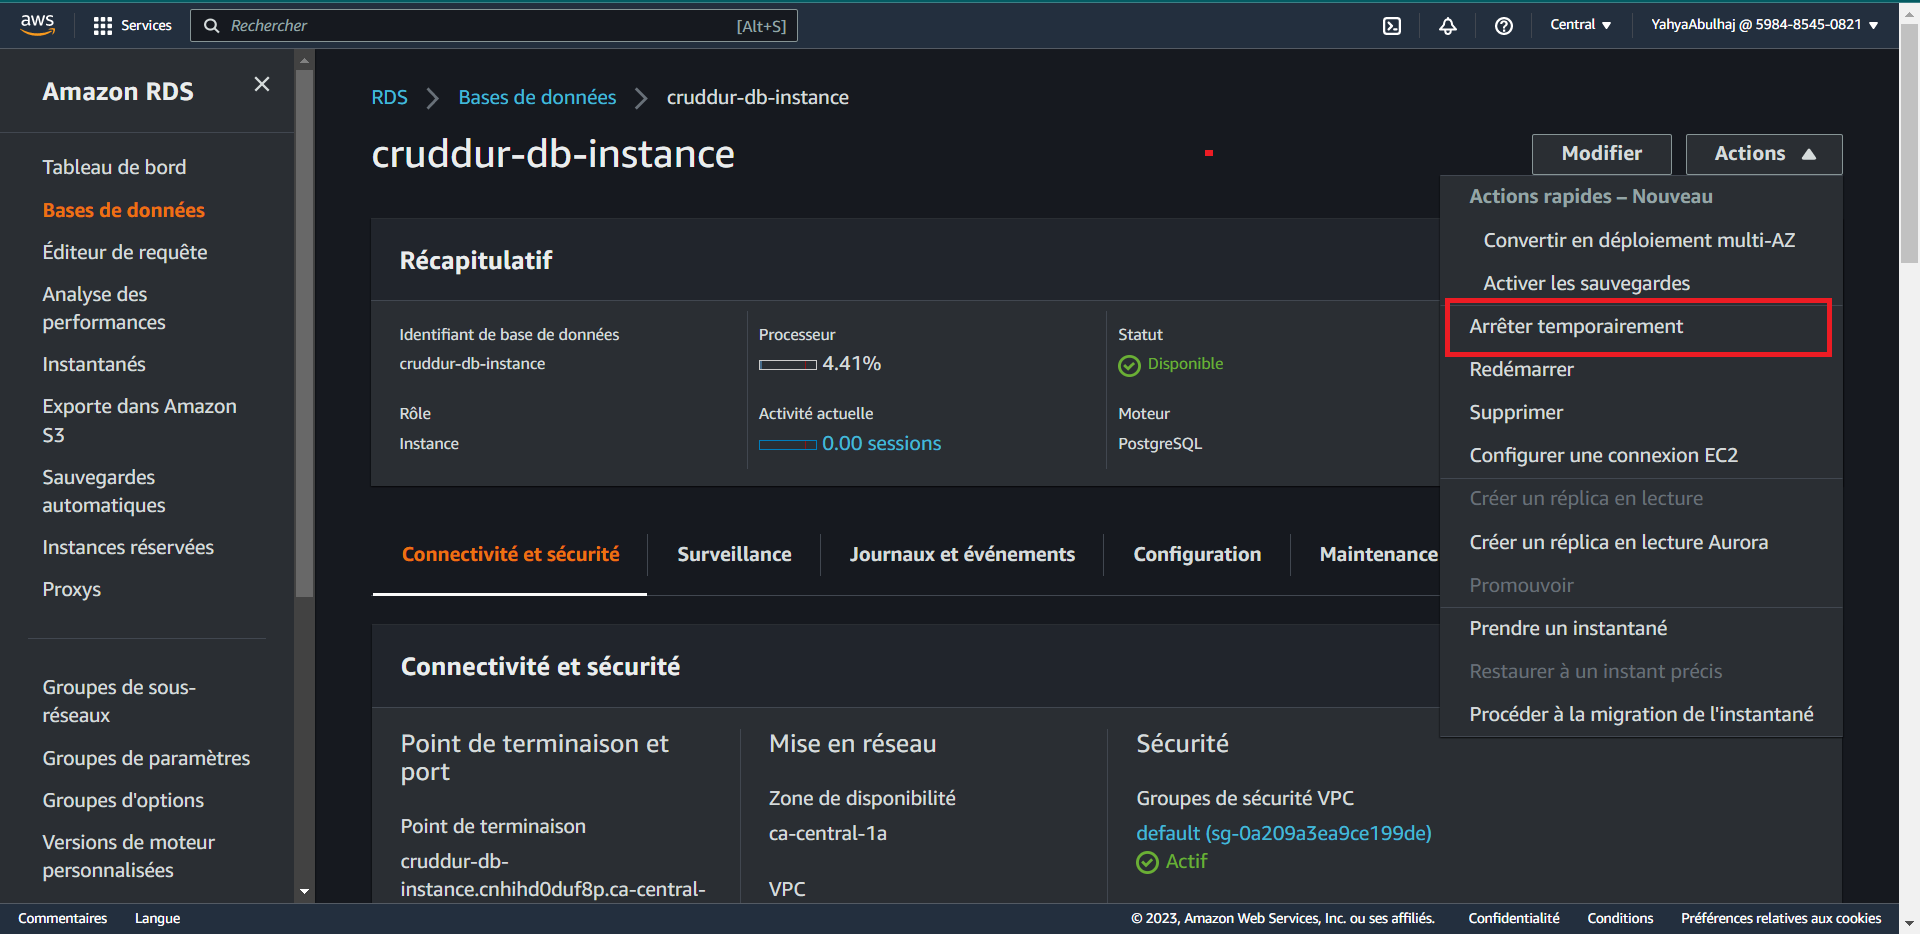 aws
Services
Rechercher
[Alt+S]
Central
YahyaAbulhaj @ 5984-8545-0821
Amazon RDS
Tableau de bord
Bases de données
Éditeur de requête
Analyse des
performances
Instantanés
Exporte dans Amazon
S3
Sauvegardes
automatiques
Instances réservées
Proxys
Groupes de sous-
réseaux
Groupes de paramètres
Groupes d'options
Versions de moteur
personnalisées
RDS
Bases de données
cruddur-db-instance
cruddur-db-instance
Modifier
Actions
Actions rapides – Nouveau
Convertir en déploiement multi-AZ
Activer les sauvegardes
Arrêter temporairement
Redémarrer
Supprimer
Configurer une connexion EC2
Créer un réplica en lecture
Créer un réplica en lecture Aurora
Promouvoir
Prendre un instantané
Restaurer à un instant précis
Procéder à la migration de l'instantané
Récapitulatif
Identifiant de base de données
cruddur-db-instance
Processeur
4.41%
Statut
Disponible
Rôle
Instance
Activité actuelle
0.00 sessions
Moteur
PostgreSQL
Connectivité et sécurité
Surveillance
Journaux et événements
Configuration
Maintenance
Connectivité et sécurité
Point de terminaison et
port
Point de terminaison
cruddur-db-
instance.cnhihd0duf8p.ca-central-
Mise en réseau
Zone de disponibilité
ca-central-1a
VPC
Sécurité
Groupes de sécurité VPC
default (sg-0a209a3ea9ce199de)
Actif
Commentaires
Langue
© 2023, Amazon Web Services, Inc. ou ses affiliés.
Confidentialité
Conditions
Préférences relatives aux cookies